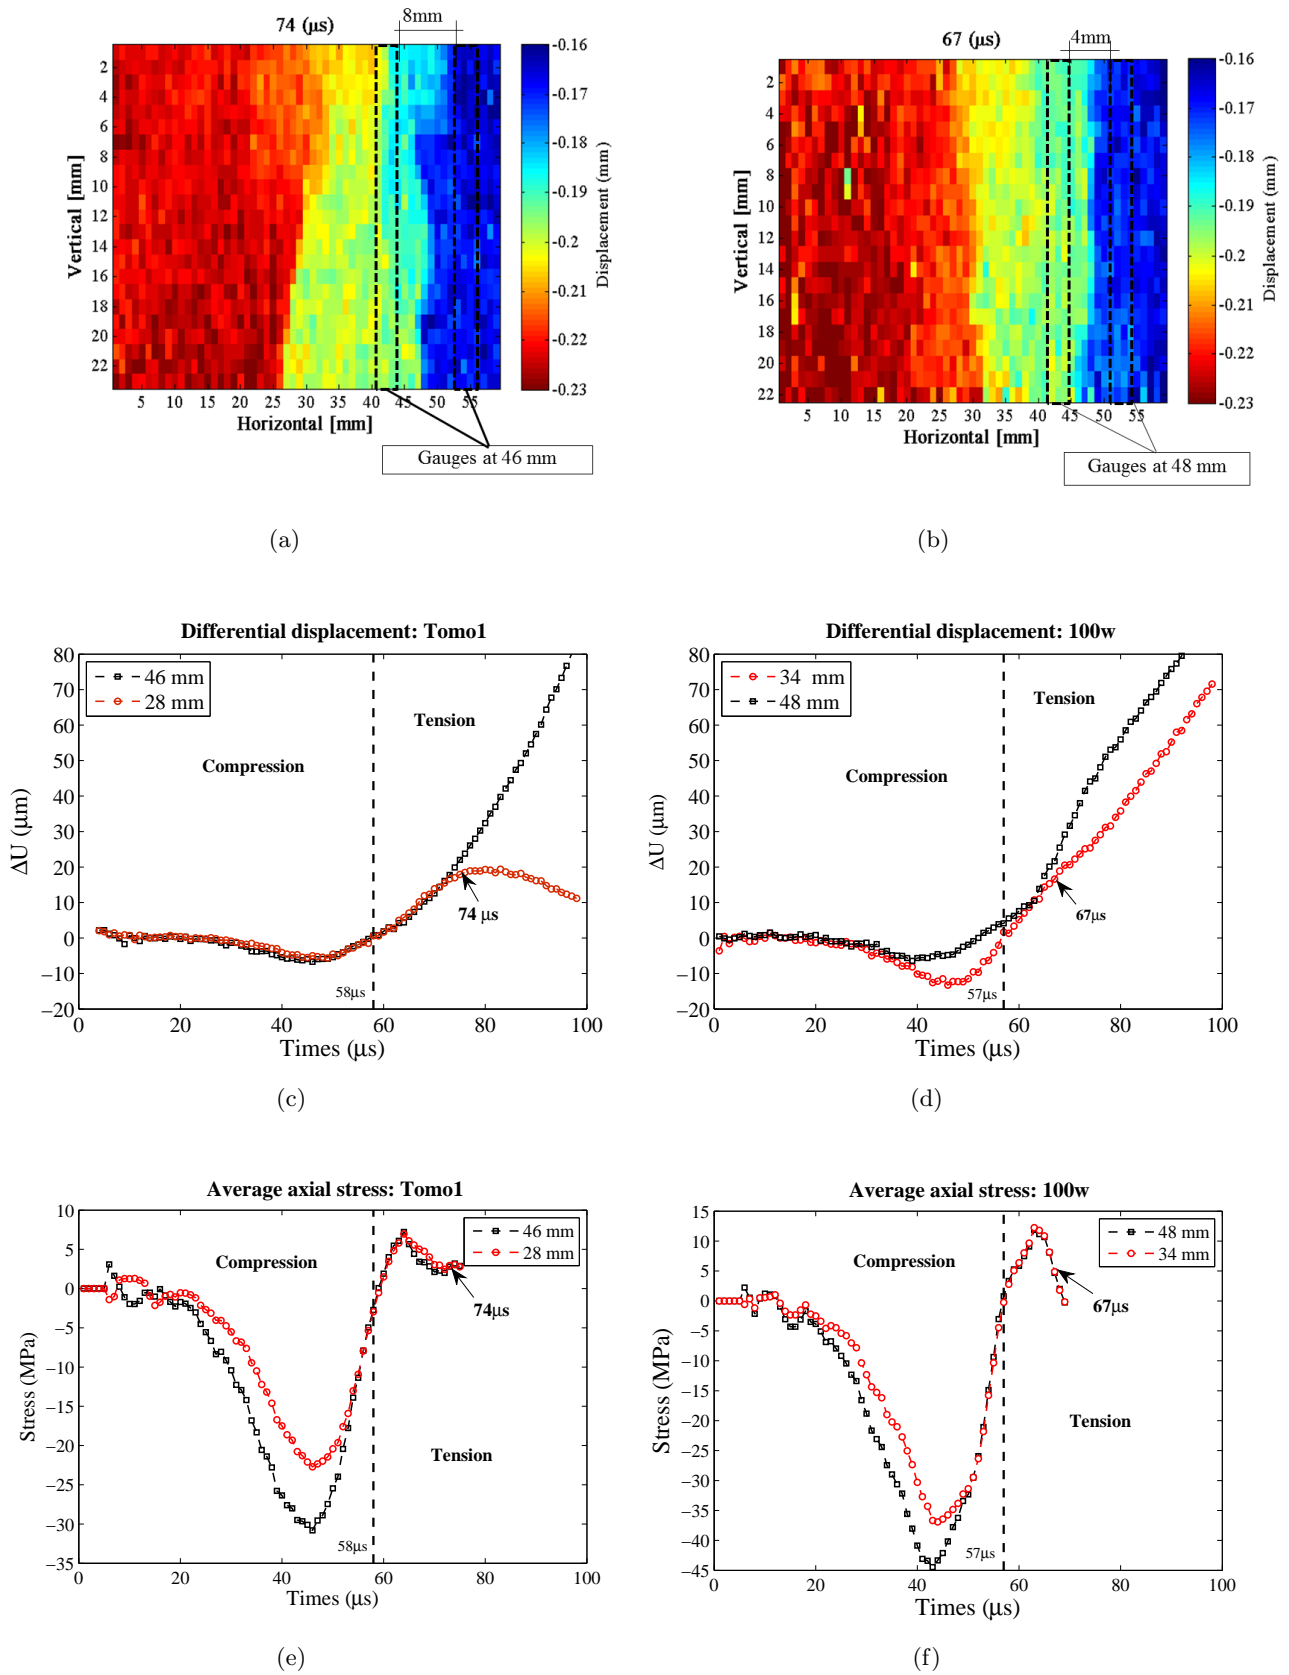 74 (μs)
8mm
2
4
6
8
10
12
14
16
18
20
22
Vertical [mm]
5 10 15 20 25 30 35 40 45 50 55
Horizontal [mm]
-0.16
-0.17
-0.18
-0.19
-0.2
-0.21
-0.22
-0.23
Displacement (mm)
Gauges at 46 mm
(a)
67 (μs)
4mm
2
4
6
8
10
12
14
16
18
20
22
Vertical [mm]
5 10 15 20 25 30 35 40 45 50 55
Horizontal [mm]
-0.16
-0.17
-0.18
-0.19
-0.2
-0.21
-0.22
-0.23
Displacement (mm)
Gauges at 48 mm
(b)
Differential displacement: Tomo1
80
70
60
50
40
30
20
10
0
−10
−20
ΔU (μm)
46 mm
28 mm
Compression
Tension
74 μs
58μs
0 20 40 60 80 100
Times (μs)
(c)
Differential displacement: 100w
80
70
60
50
40
30
20
10
0
−10
−20
ΔU (μm)
34 mm
48 mm
Compression
Tension
67μs
57μs
0 20 40 60 80 100
Times (μs)
(d)
Average axial stress: Tomo1
10
5
0
−5
−10
−15
−20
−25
−30
−35
Stress (MPa)
46 mm
28 mm
Compression
74μs
Tension
58μs
0 20 40 60 80 100
Times (μs)
(e)
Average axial stress: 100w
15
10
5
0
−5
−10
−15
−20
−25
−30
−35
−40
−45
Stress (MPa)
48 mm
34 mm
Compression
67μs
Tension
57μs
0 20 40 60 80 100
Times (μs)
(f)